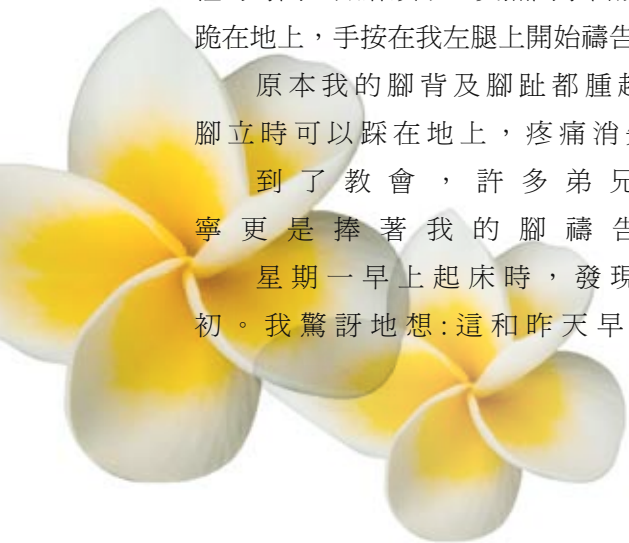 跪在地上，手按在我左腿上開始禱告
原本我的腳背及腳趾都腫
腳立時可以踩在地上，疼痛消
到了教會，許多弟兄
寧更是捧著我的腳禱告
星期一早上起床時，發現
初。我驚訝地想：這和昨天早